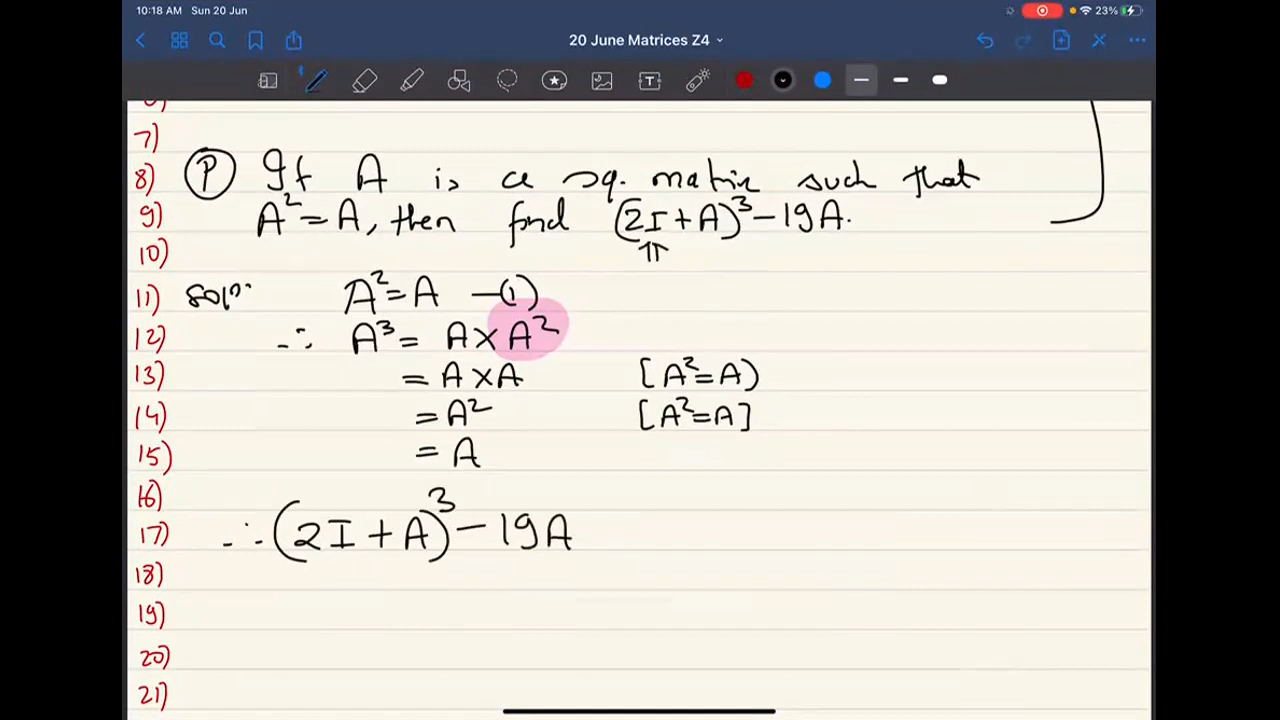 10:18 AM Sun 20 Jun
23%
20 June Matrices Z4
7)
8) (P) If A is a sq. matrix such that
9) A² = A, then find (2I + A)³ - 19A.
10)
11) Solⁿ: A² = A —(1)
12) ∴ A³ = A × A²
13) = A × A [A² = A)
14) = A² [A² = A]
15) = A
16)
17) ∴ (2I + A)³ - 19A
18)
19)
20)
21)